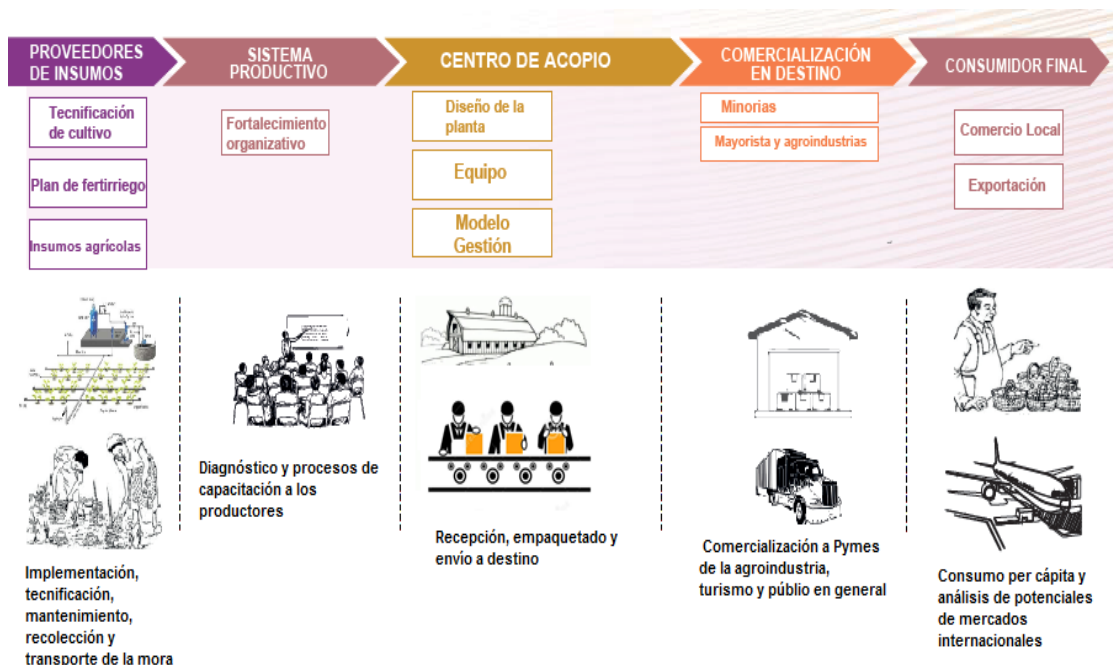 PROVEEDORES
DE INSUMOS
SISTEMA
PRODUCTIVO
CENTRO DE ACOPIO
COMERCIALIZACIÓN
EN DESTINO
CONSUMIDOR FINAL
Tecnificación
de cultivo
Plan de fertirriego
Insumos agrícolas
Fortalecimiento
organizativo
Diseño de la
planta
Equipo
Modelo
Gestión
Minorias
Mayorista y agroindustrias
Comercio Local
Exportación
Implementación,
tecnificación,
mantenimiento,
recolección y
transporte de la mora
Diagnóstico y procesos de
capacitación a los
productores
Recepción, empaquetado y
envío a destino
Comercialización a Pymes
de la agroindustria,
turismo y públio en general
Consumo per cápita y
análisis de potenciales
de mercados
internacionales